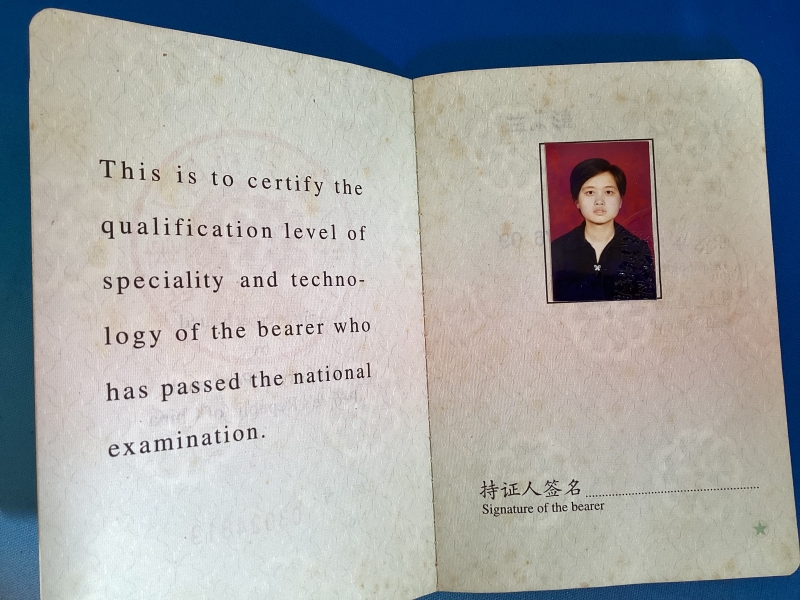 This is to certify the
qualification level of
speciality and techno-
logy of the bearer who
has passed the national
examination.
持证人签名
Signature of the bearer